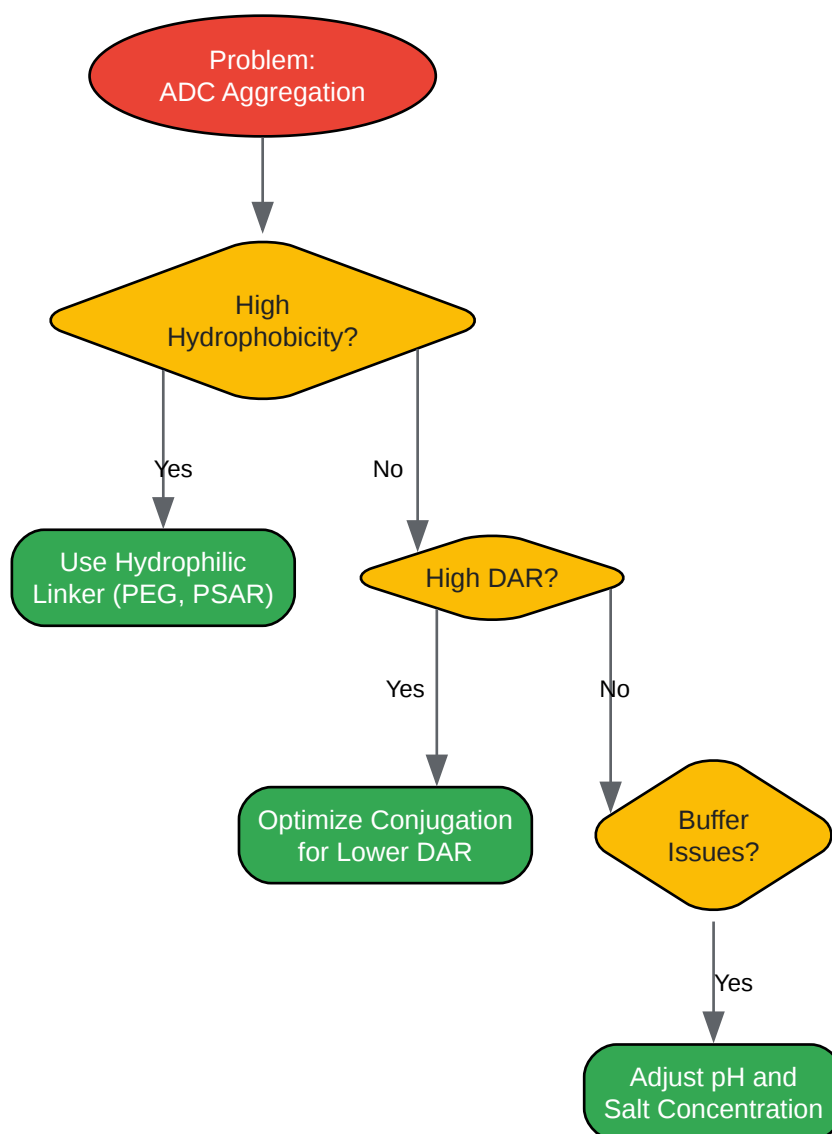 Problem:
ADC Aggregation
High
Hydrophobicity?
Yes
No
Use Hydrophilic
Linker (PEG, PSAR)
High DAR?
Yes
No
Optimize Conjugation
for Lower DAR
Buffer
Issues?
Yes
Adjust pH and
Salt Concentration